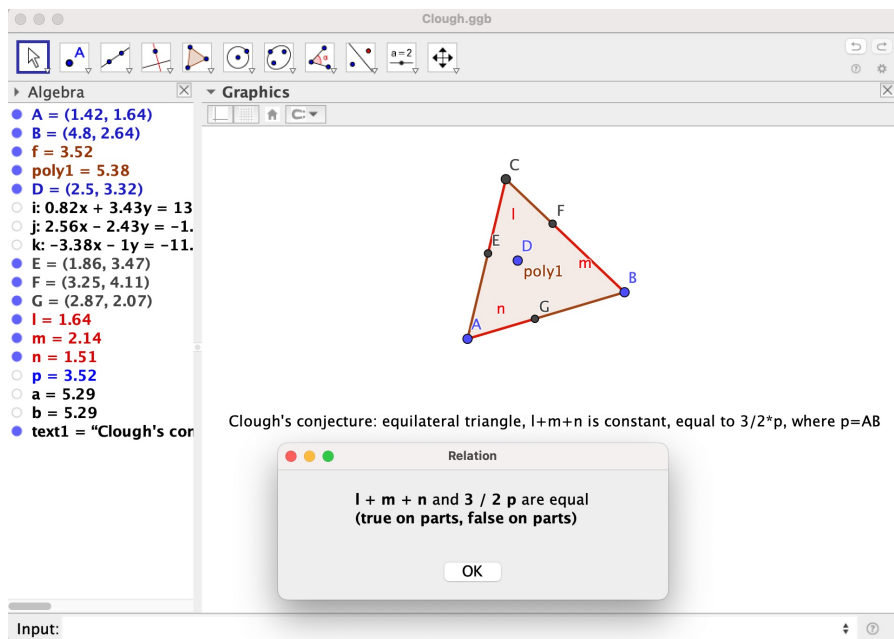 Clough.ggb
A
a=2
Algebra
Graphics
A = (1.42, 1.64)
B = (4.8, 2.64)
f = 3.52
poly1 = 5.38
D = (2.5, 3.32)
i: 0.82x + 3.43y = 13
j: 2.56x – 2.43y = –1.
k: –3.38x – 1y = –11.
E = (1.86, 3.47)
F = (3.25, 4.11)
G = (2.87, 2.07)
l = 1.64
m = 2.14
n = 1.51
p = 3.52
a = 5.29
b = 5.29
text1 = “Clough's con
C
l
F
E
D
m
poly1
B
n
G
A
Clough's conjecture: equilateral triangle, l+m+n is constant, equal to 3/2*p, where p=AB
Relation
l + m + n and 3 / 2 p are equal
(true on parts, false on parts)
OK
Input: